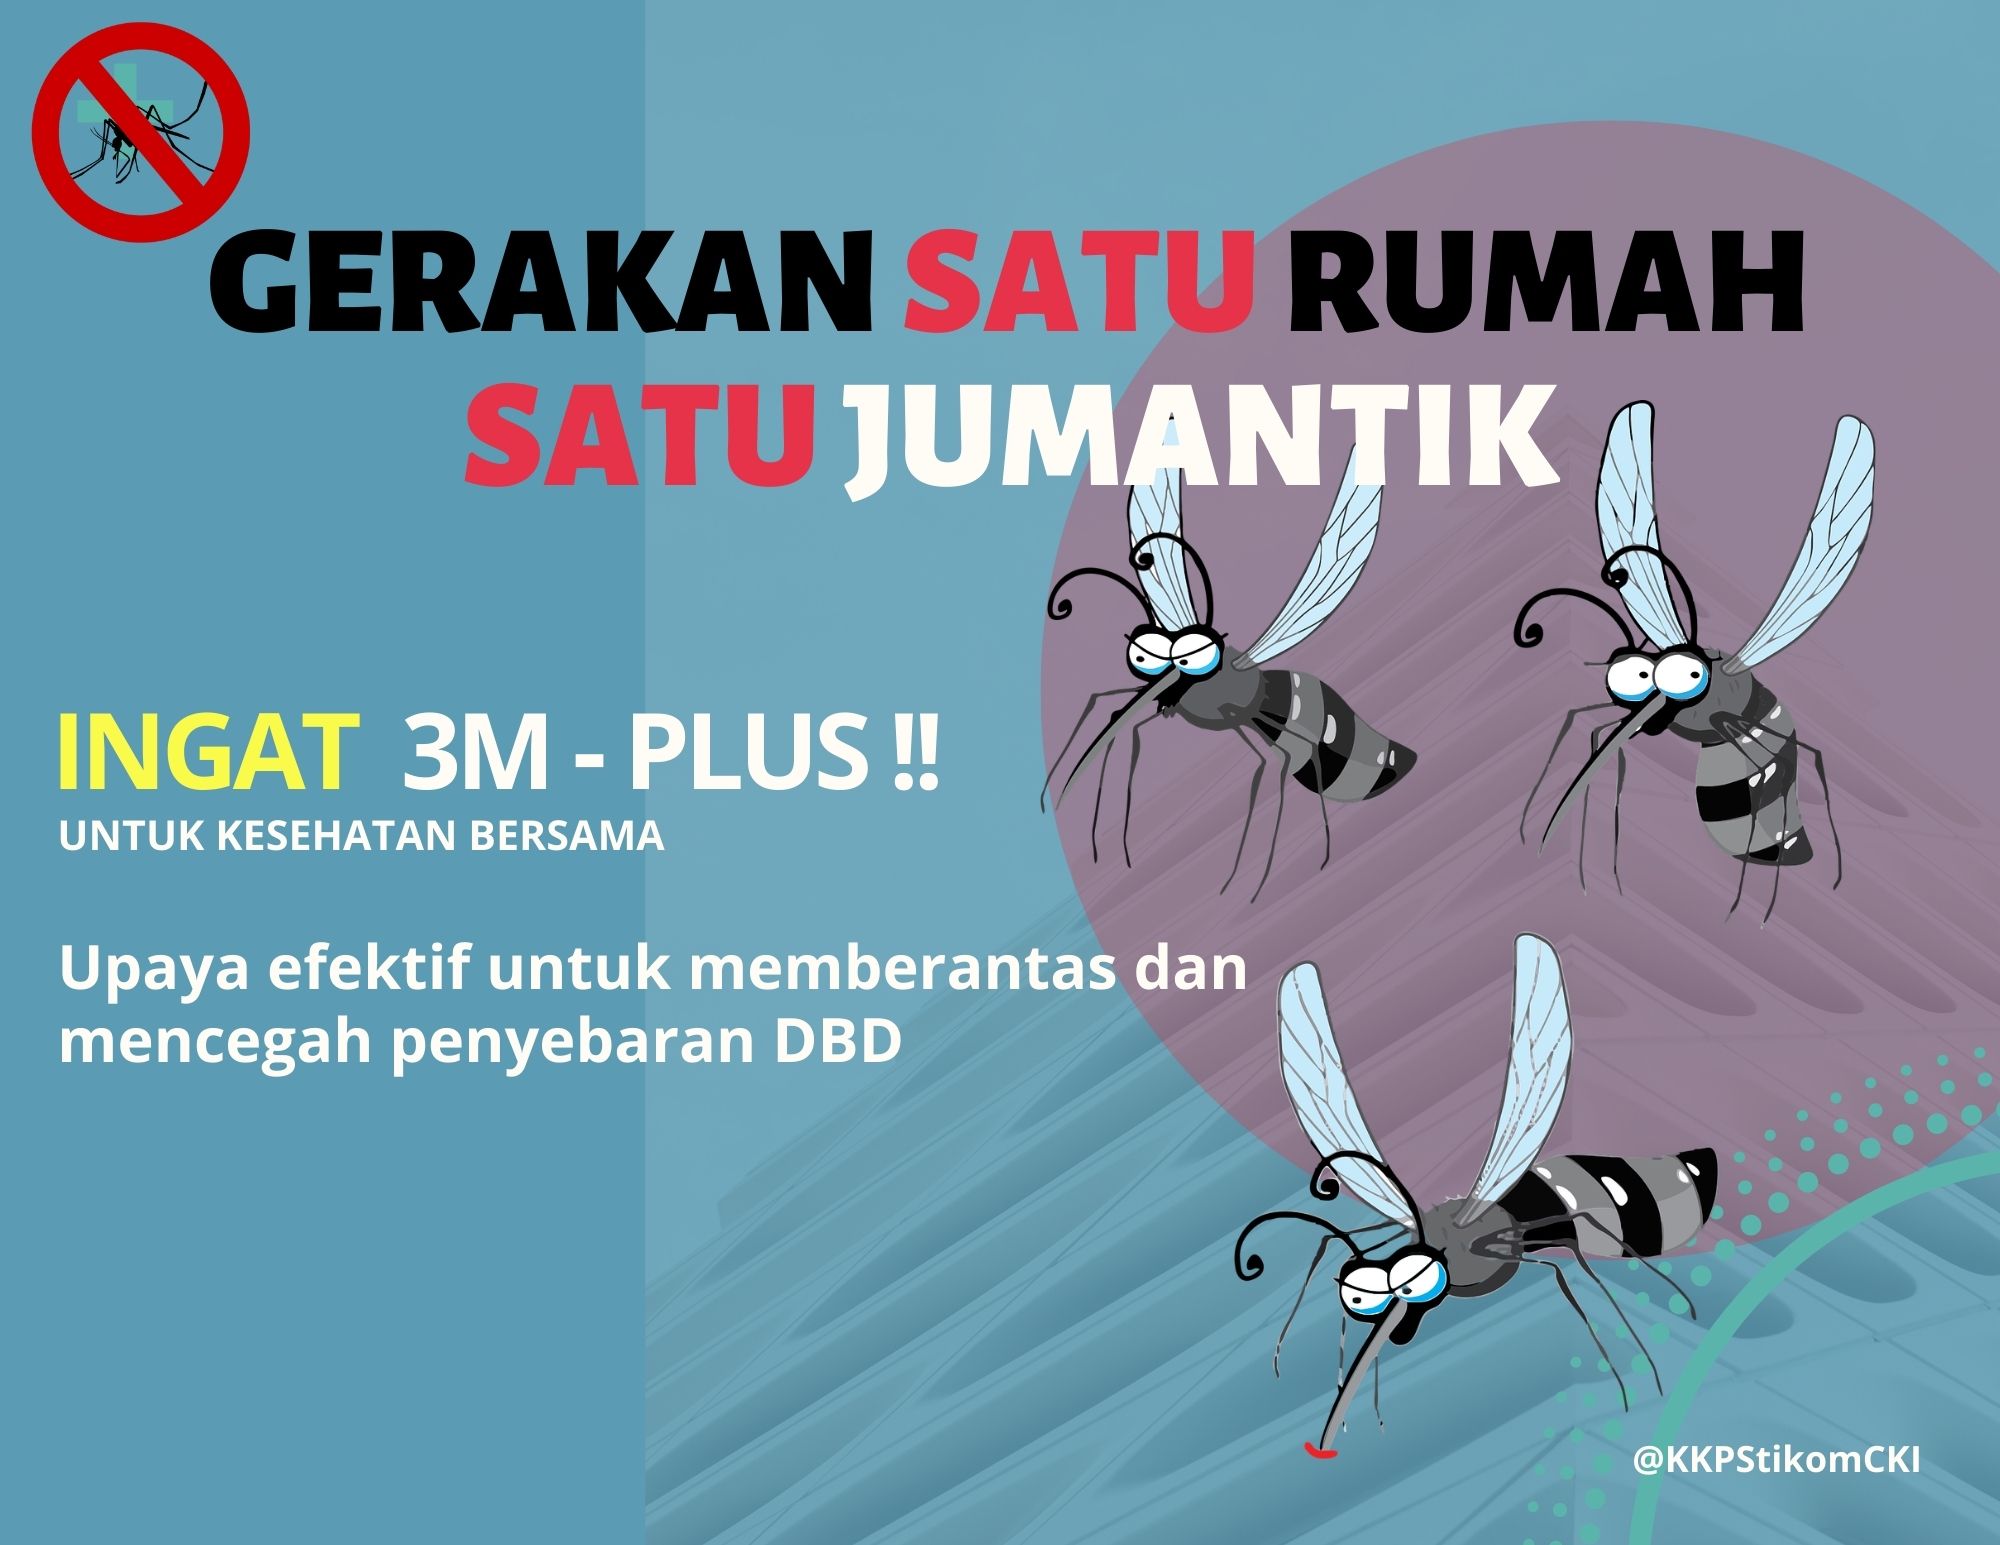 GERAKAN SATU RUMAH
SATU JUMANTIK
INGAT 3M - PLUS !!
UNTUK KESEHATAN BERSAMA
Upaya efektif untuk memberantas dan
mencegah penyebaran DBD
@KKPStikomCKI